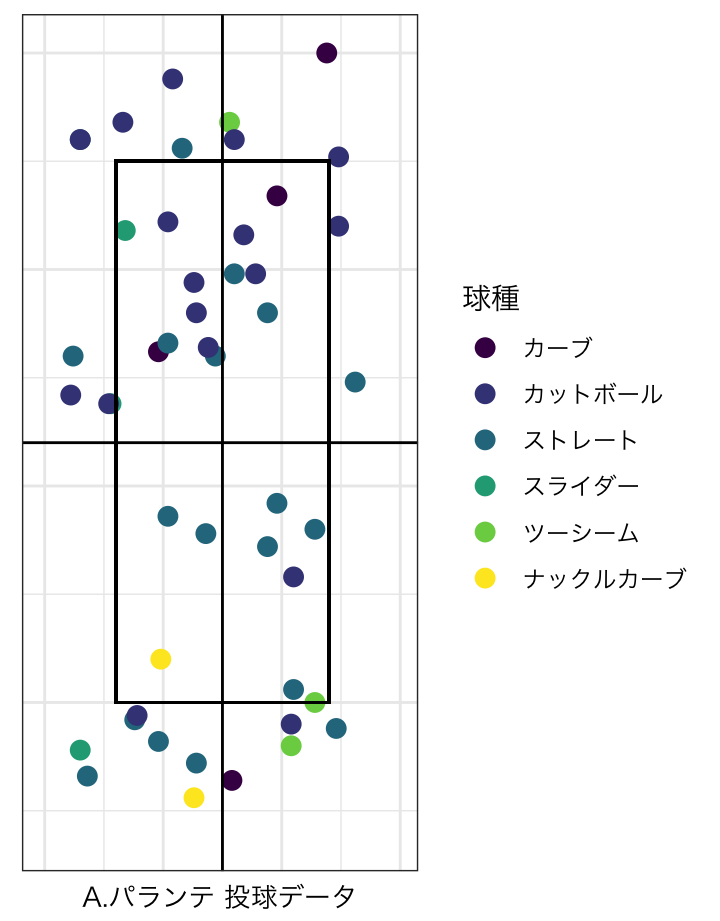 球種
カーブ
カットボール
ストレート
スライダー
ツーシーム
ナックルカーブ
A.パランテ 投球データ